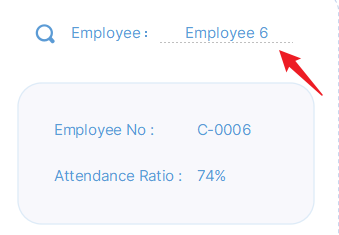 Employee： Employee 6
Employee No : C-0006
Attendance Ratio : 74%